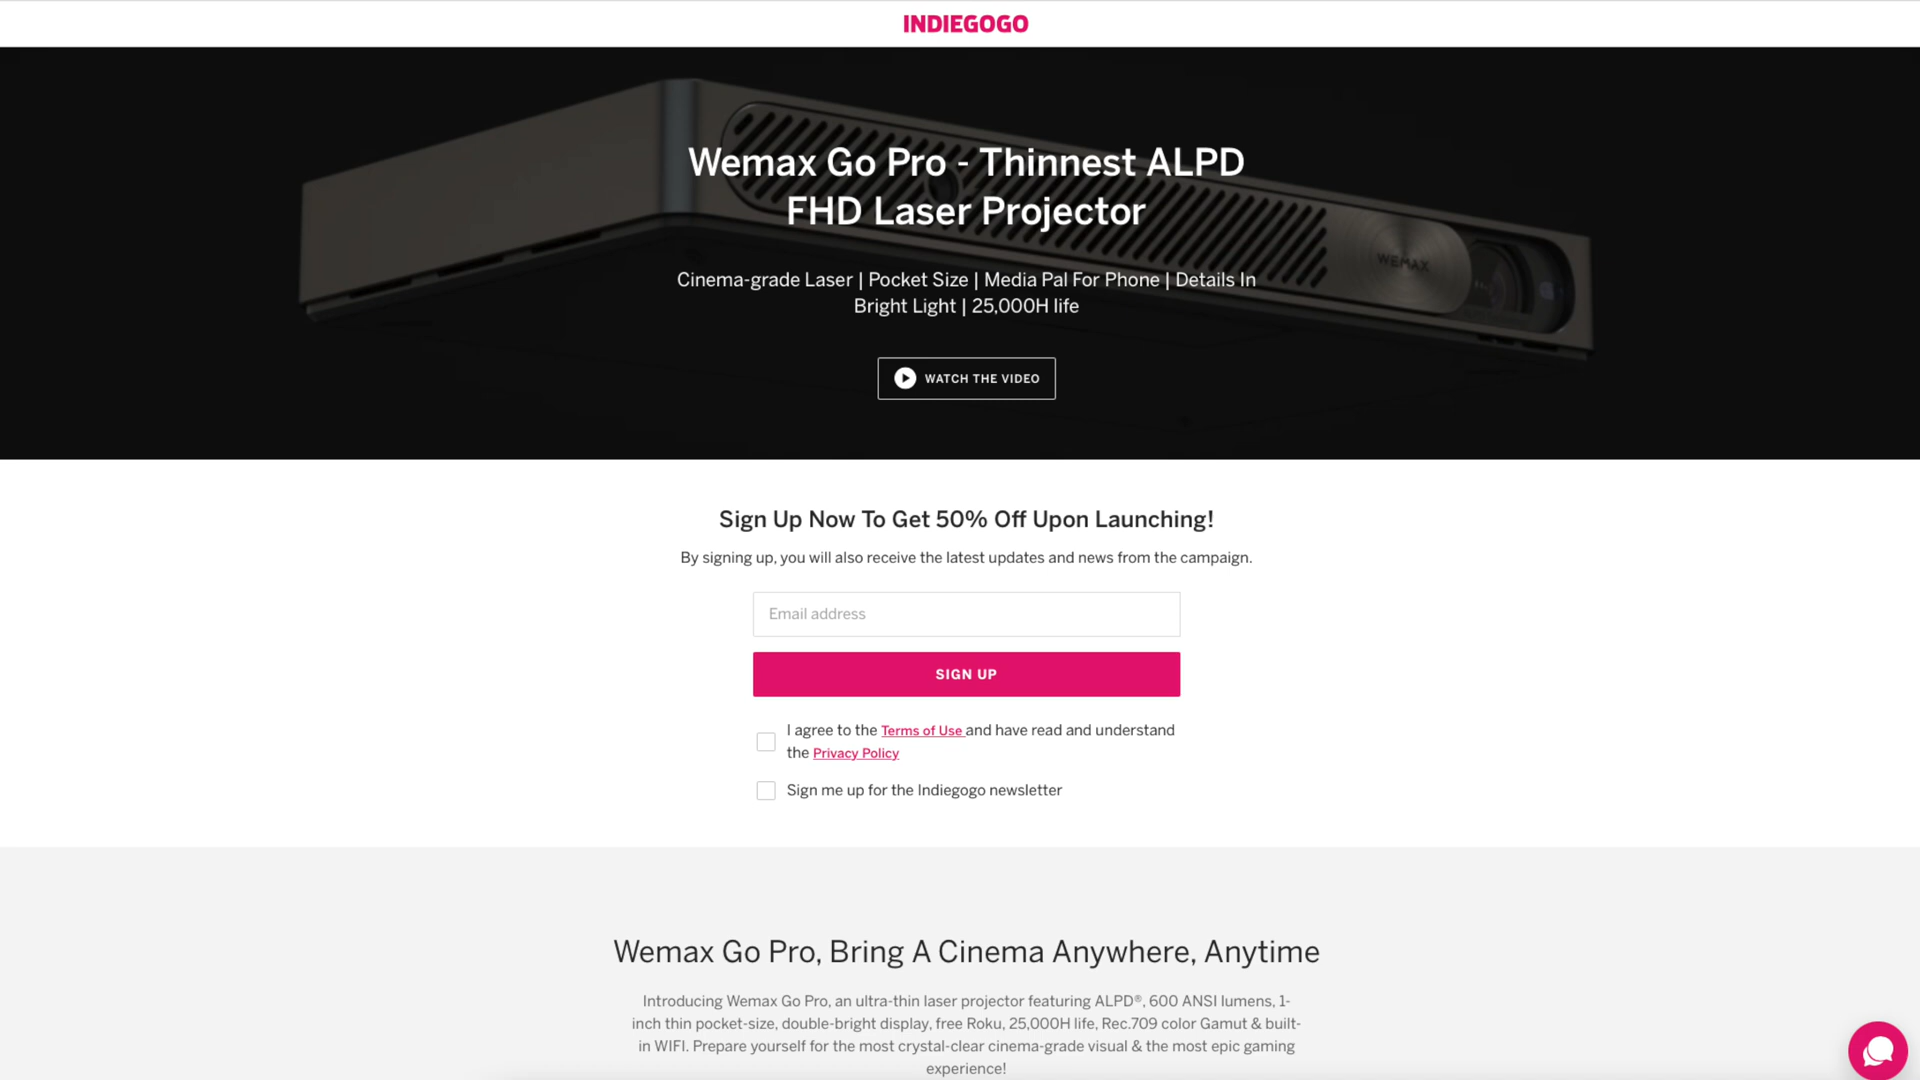 INDIEGOGO
Wemax Go Pro - Thinnest ALPD
FHD Laser Projector
WEMAX
Cinema-grade Laser | Pocket Size | Media Pal For Phone | Details In
Bright Light | 25,000H life
WATCH THE VIDEO
Sign Up Now To Get 50% Off Upon Launching!
By signing up, you will also receive the latest updates and news from the campaign.
Email address
SIGN UP
I agree to the Terms of Use and have read and understand
the Privacy Policy
Sign me up for the Indiegogo newsletter
Wemax Go Pro, Bring A Cinema Anywhere, Anytime
Introducing Wemax Go Pro, an ultra-thin laser projector featuring ALPD®, 600 ANSI lumens, 1-
inch thin pocket-size, double-bright display, free Roku, 25,000H life, Rec.709 color Gamut & built-
in WIFI. Prepare yourself for the most crystal-clear cinema-grade visual & the most epic gaming
experience!